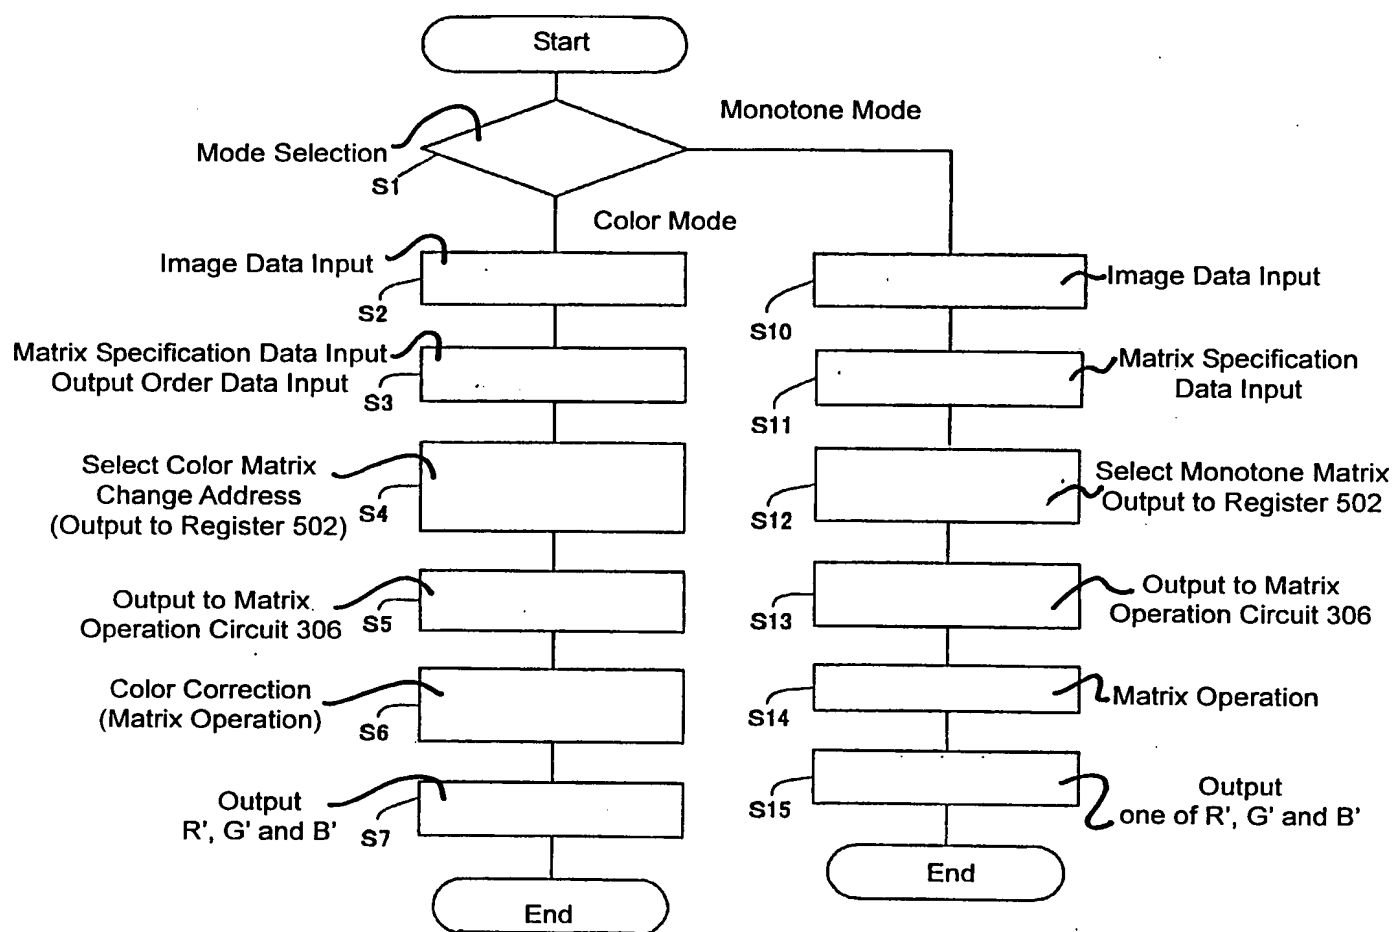 Start
Monotone Mode
Mode Selection
S1
Color Mode
Image Data Input
S2
Matrix Specification Data Input
Output Order Data Input
S3
Select Color Matrix
Change Address
(Output to Register 502)
S4
Output to Matrix
Operation Circuit 306
S5
Color Correction
(Matrix Operation)
S6
Output
R', G' and B'
S7
End
Image Data Input
S10
Matrix Specification
Data Input
S11
Select Monotone Matrix
Output to Register 502
S12
Output to Matrix
Operation Circuit 306
S13
Matrix Operation
S14
Output
one of R', G' and B'
S15
End